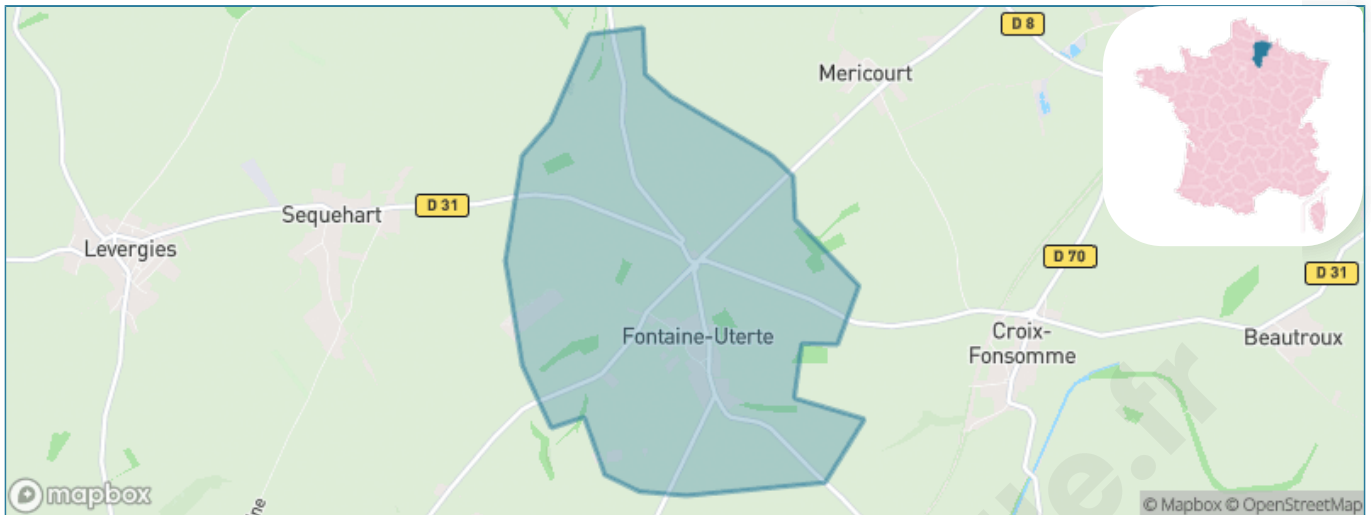 D 8
Mericourt
Sequehart
D 31
Levergies
D 70
D 31
Fontaine-Uterte
Croix-
Fonsomme
Beautroux
mapbox
© Mapbox © OpenStreetMap